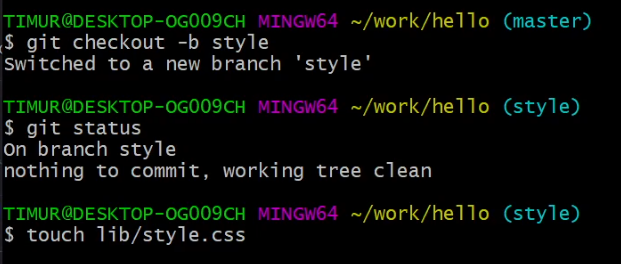 TIMUR@DESKTOP-OG009CH MINGW64 ~/work/hello (master)
$ git checkout -b style
Switched to a new branch 'style'
TIMUR@DESKTOP-OG009CH MINGW64 ~/work/hello (style)
$ git status
On branch style
nothing to commit, working tree clean
TIMUR@DESKTOP-OG009CH MINGW64 ~/work/hello (style)
$ touch lib/style.css